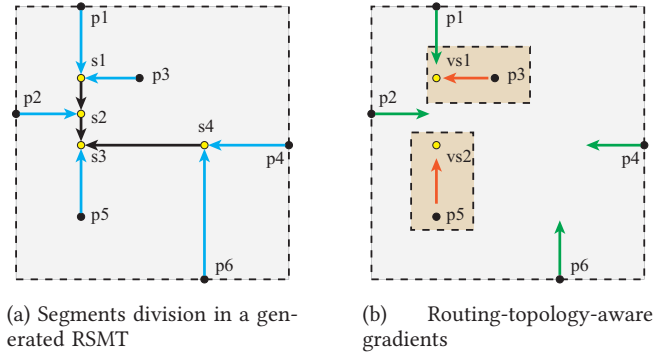 p1
s1
p3
p2
s2
s4
s3
p4
p5
p6
(a) Segments division in a gen-
erated RSMT
p1
vs1
p3
p2
vs2
p4
p5
p6
(b) Routing-topology-aware
gradients